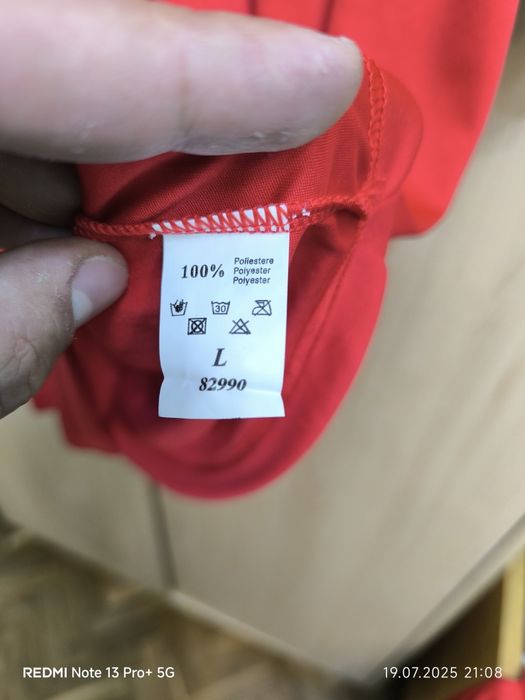 100%
Poliestere
Polyester
Polyester
30
L
82990
REDMI Note 13 Pro+ 5G
19.07.2025 21:08